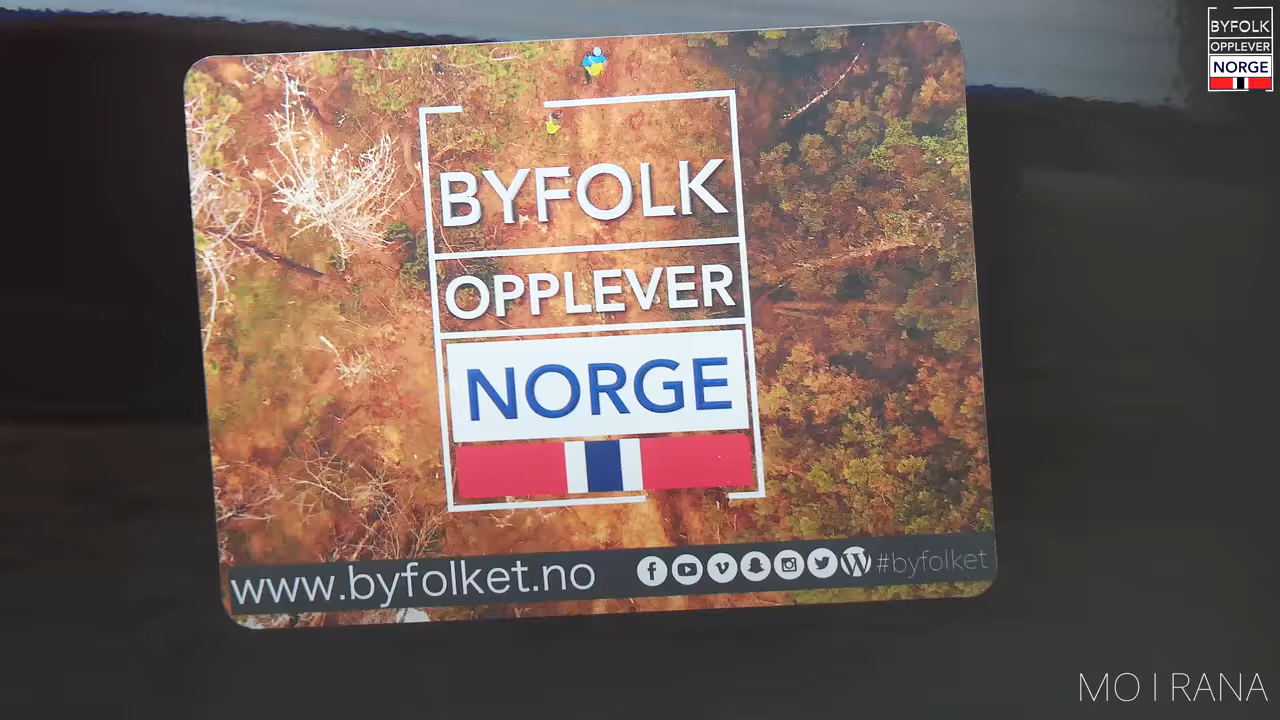 BYFOLK
OPPLEVER
NORGE
BYFOLK
OPPLEVER
NORGE
www.byfolket.no #byfolket
MO I RANA